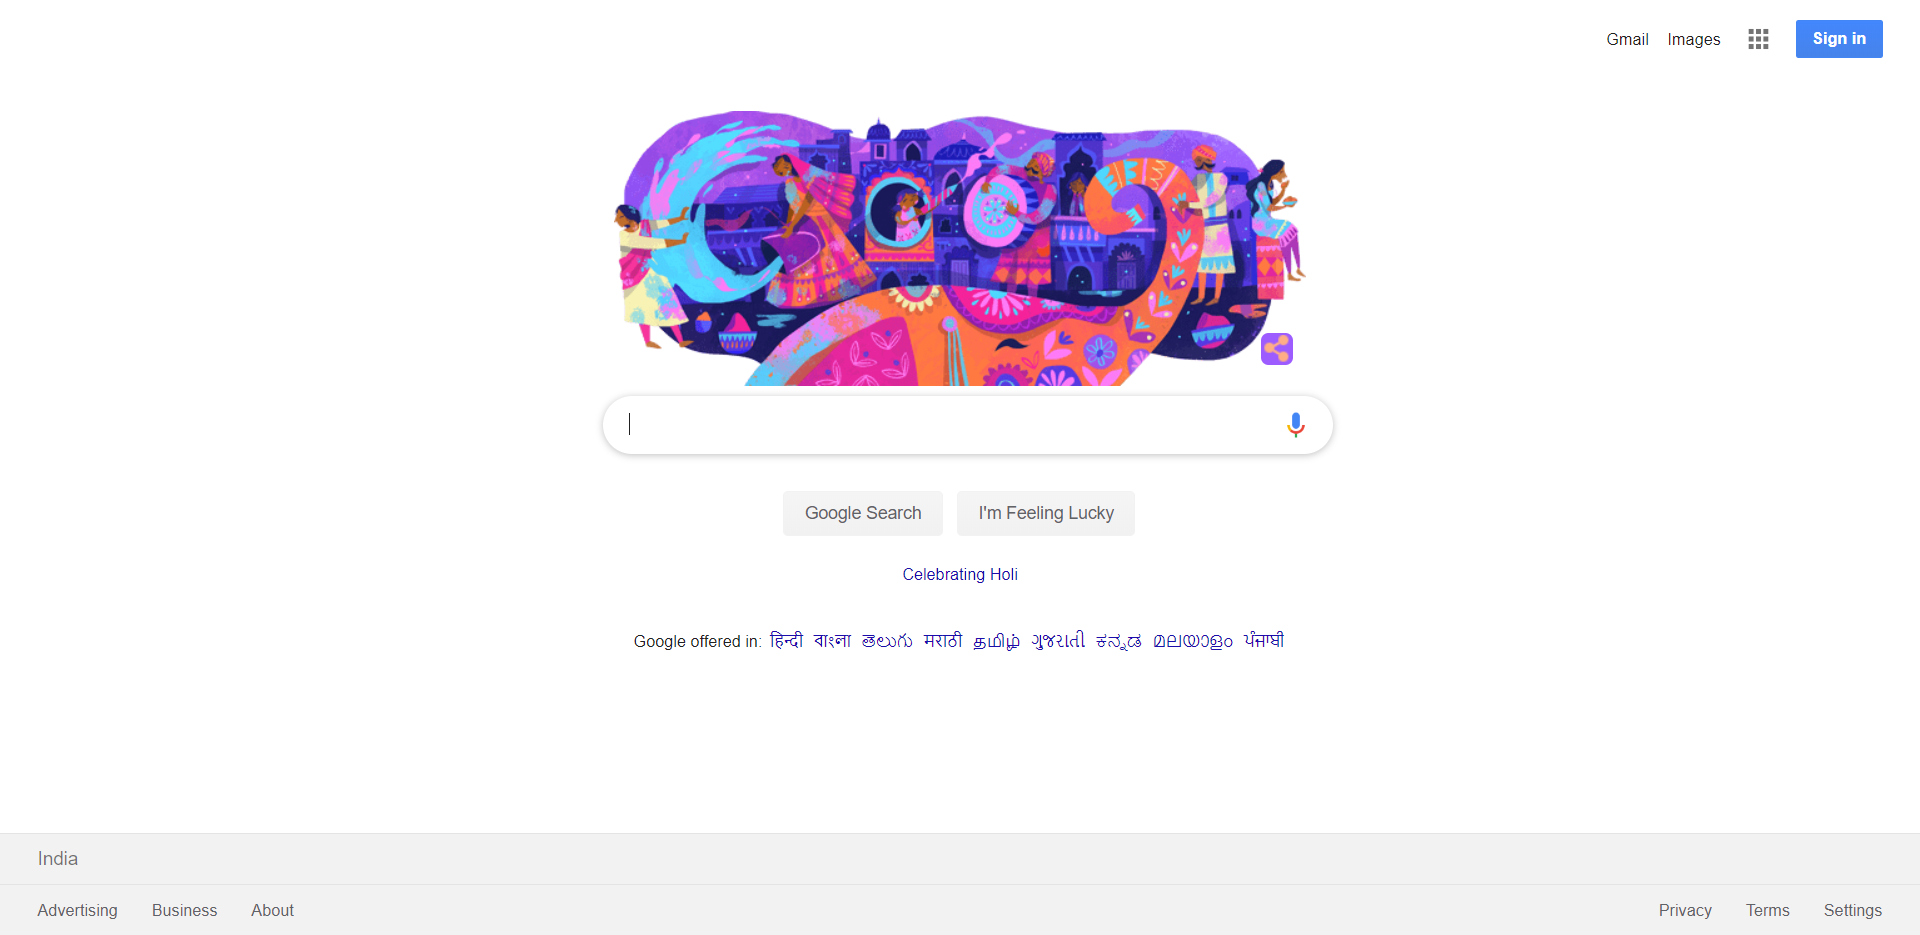 Gmail Images Sign in
Google Search I'm Feeling Lucky
Celebrating Holi
Google offered in: हिन्दी বাংলা తెలుగు मराठी தமிழ் ગુજરાતી ಕನ್ನಡ മലയാളം ਪੰਜਾਬੀ
India
Advertising Business About Privacy Terms Settings